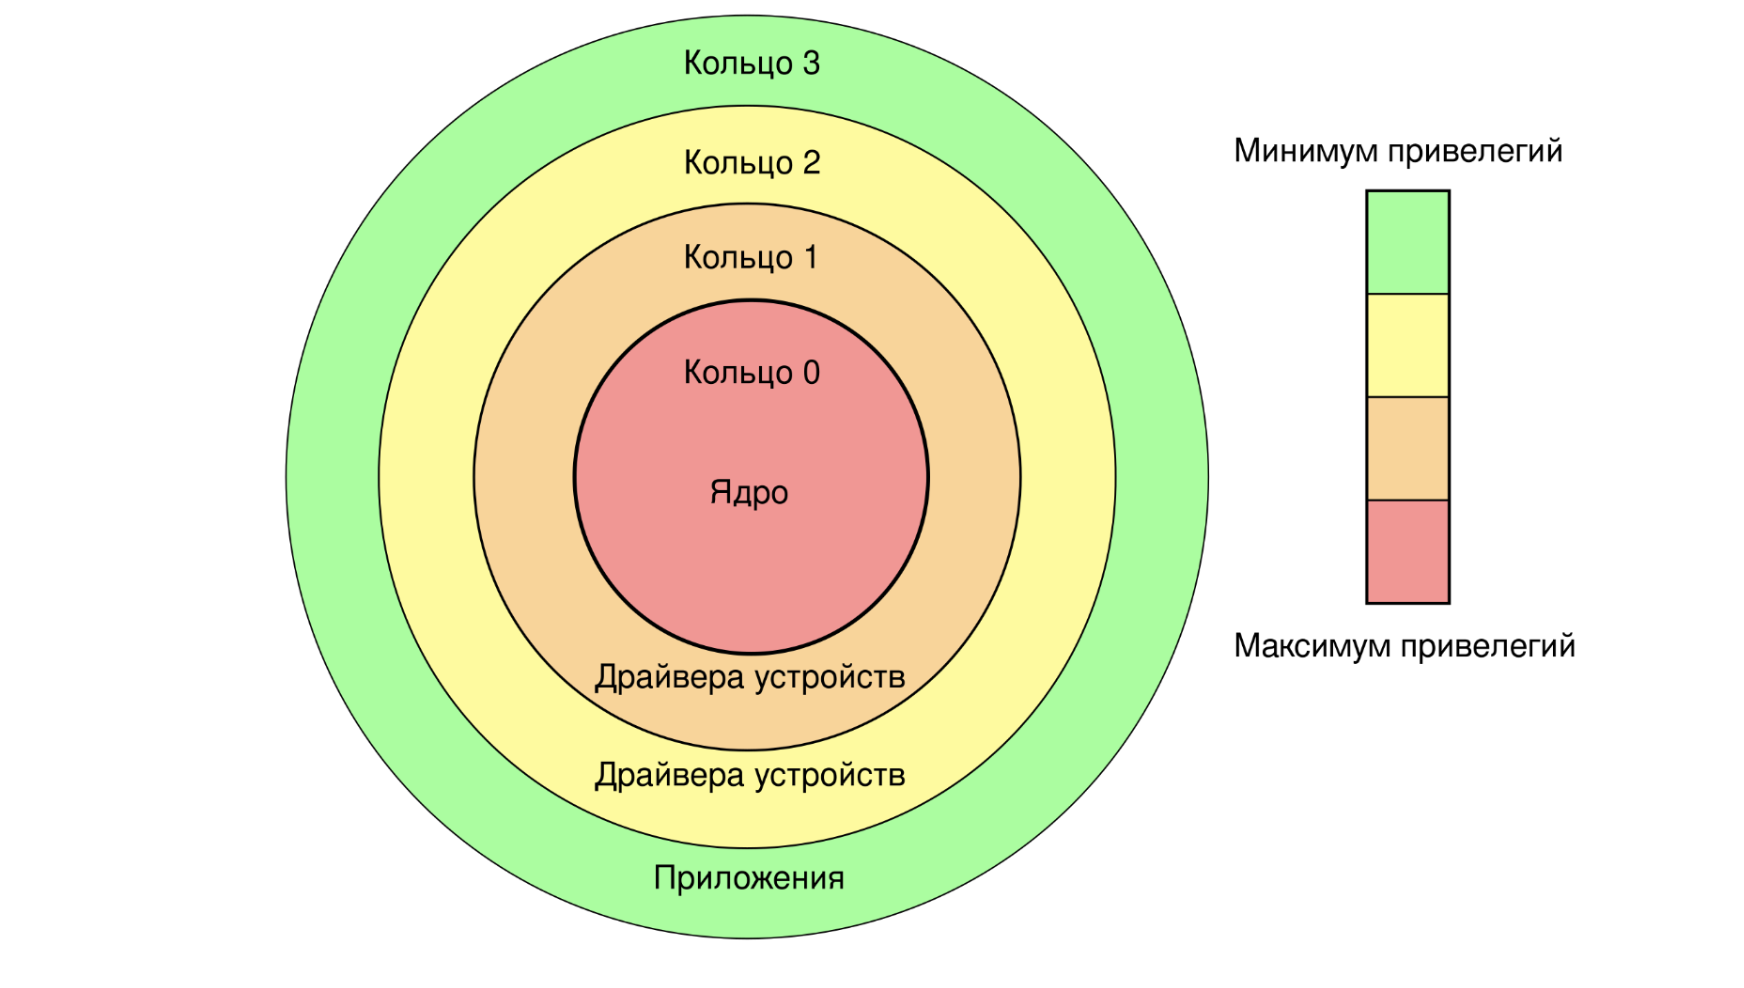 Кольцо 3
Кольцо 2
Кольцо 1
Кольцо 0
Ядро
Драйвера устройств
Драйвера устройств
Приложения
Минимум привелегий
Максимум привелегий